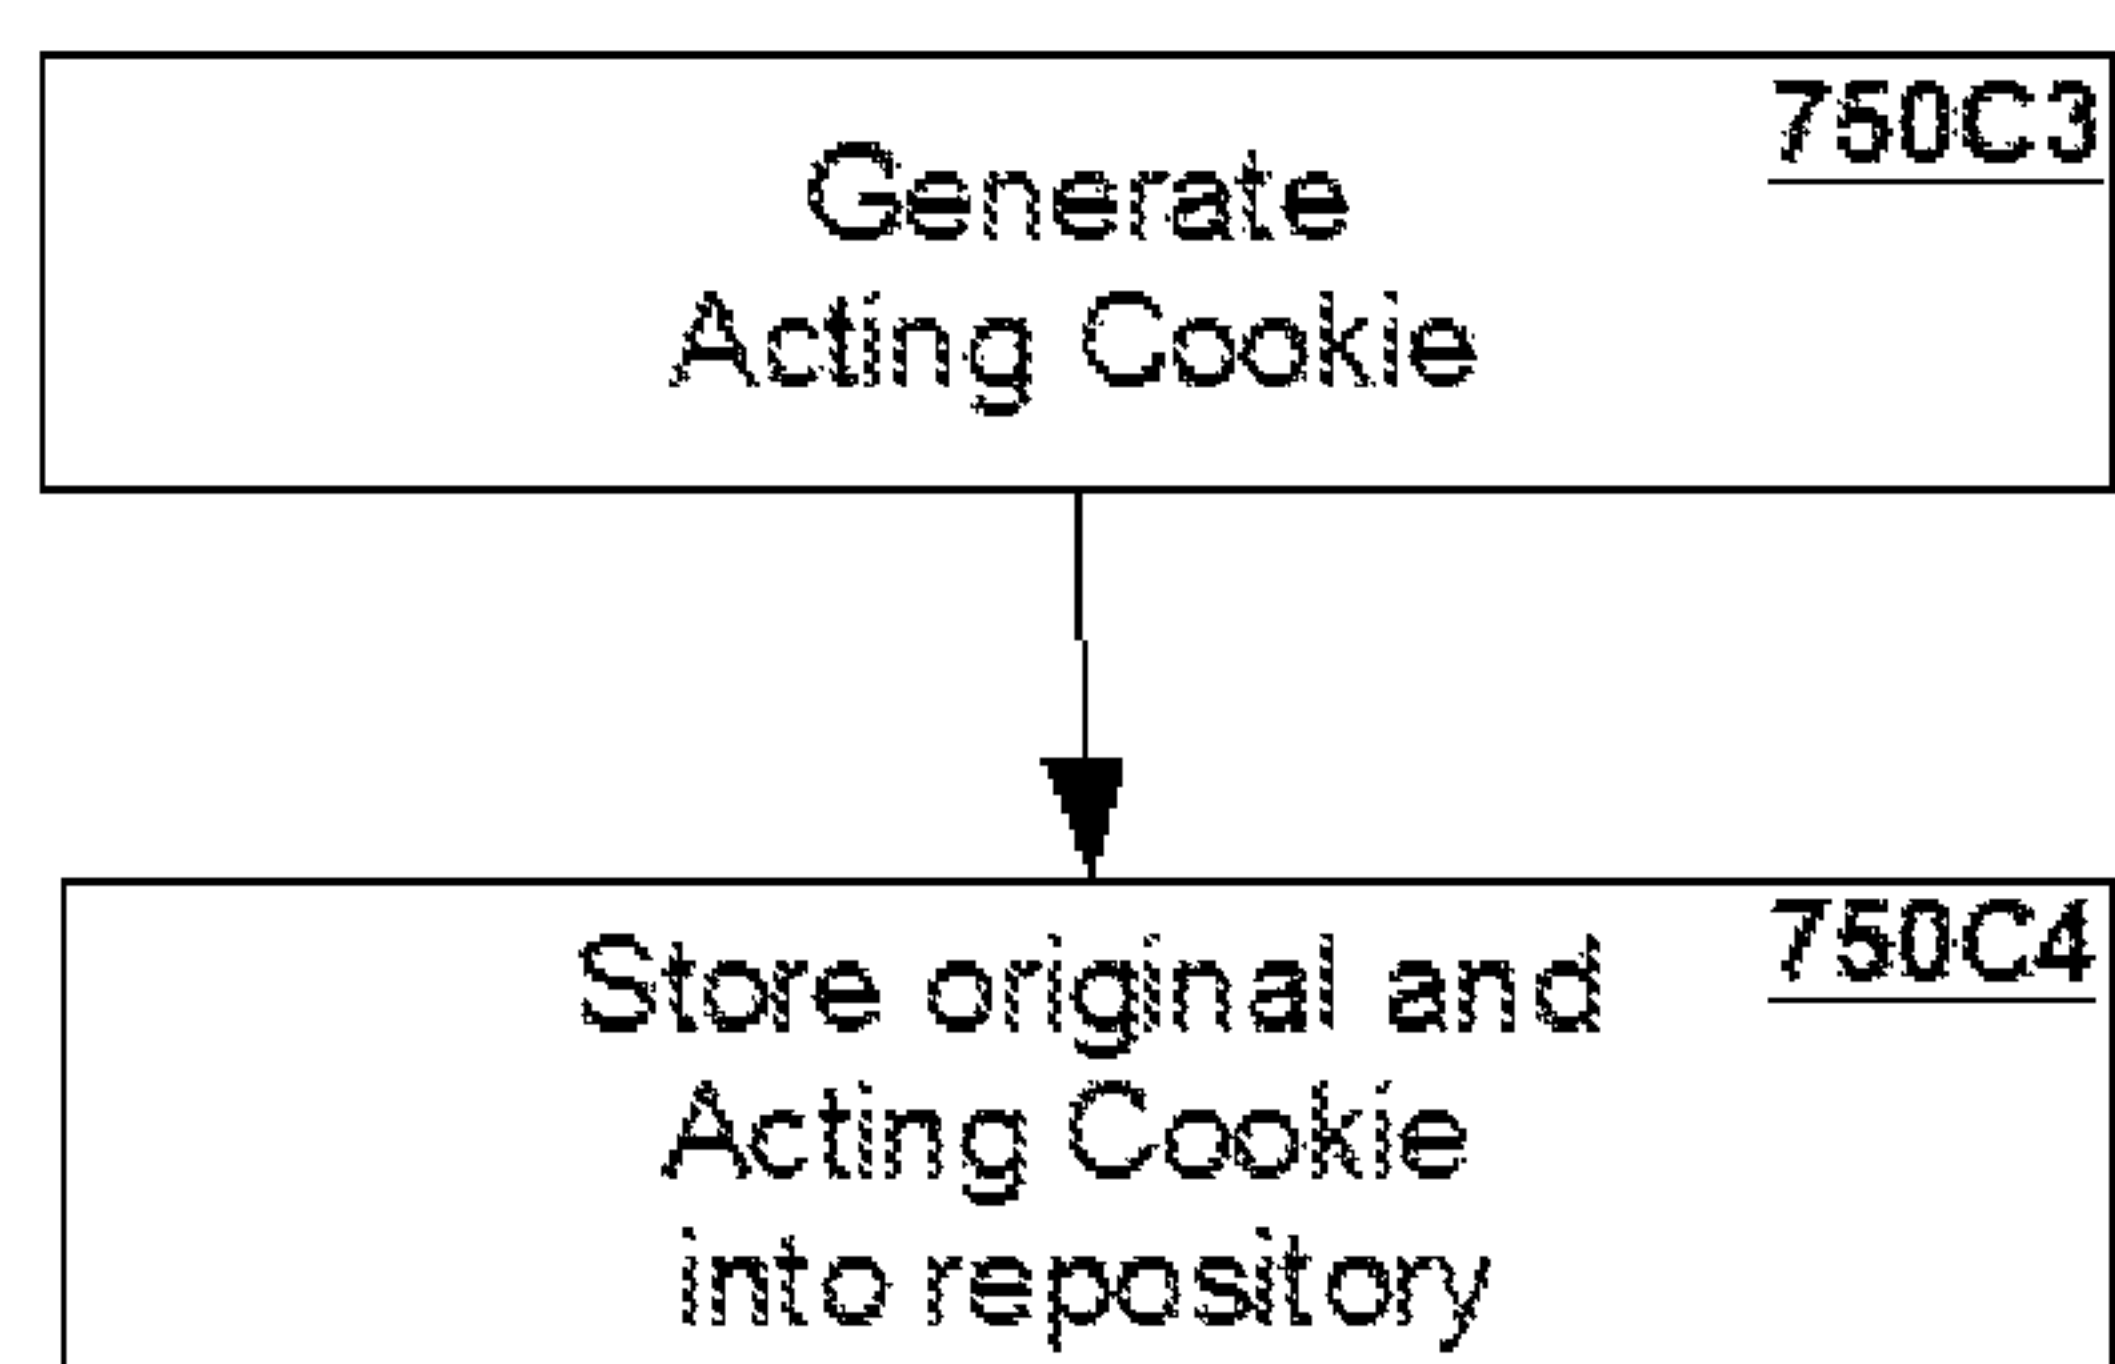 750C3
Generate
Acting Cookie
750C4
Store original and
Acting Cookie
into repository